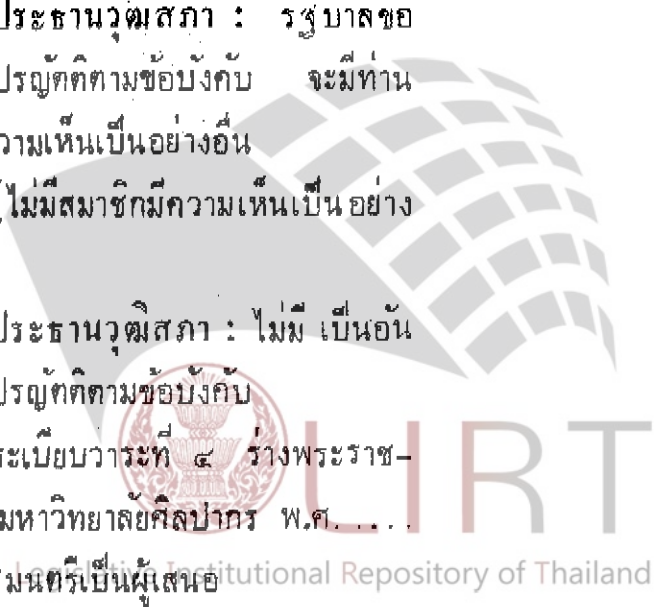 ประธานวุฒิสภา : รัฐบาลขอ
ปรญัตติตามข้อบังคับ จะมีท่าน
วามเห็นเป็นอย่างอื่น
ไม่มีสมาชิกมีความเห็นเป็นอย่าง
ประธานวุฒิสภา : ไม่มี เป็นอัน
ปรญัตติตามข้อบังคับ
ระเบียบวาระที่ ๔ ร่างพระราช-
มหาวิทยาลัยศิลปากร พ.ศ. ....
มนตรีเป็นผู้เสนอ
LIRT
Legislative Institutional Repository of Thailand